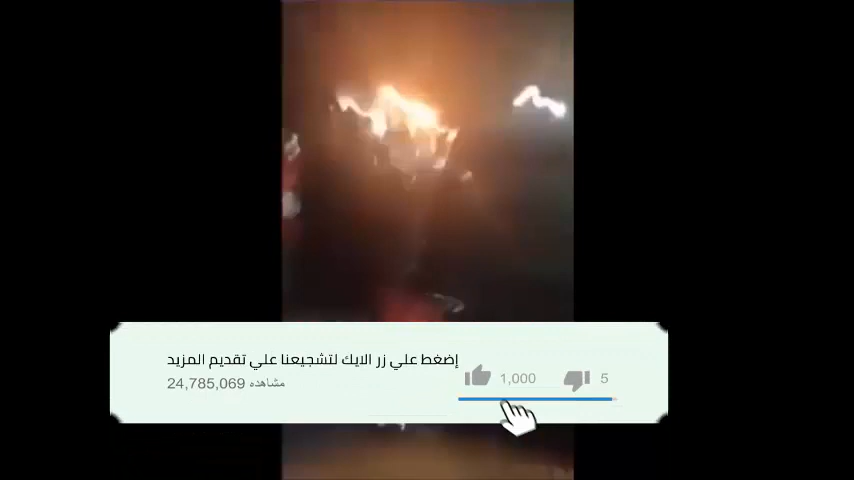 إضغط علي زر الايك لتشجيعنا علي تقديم المزيد
24,785,069 مشاهده
1,000
5